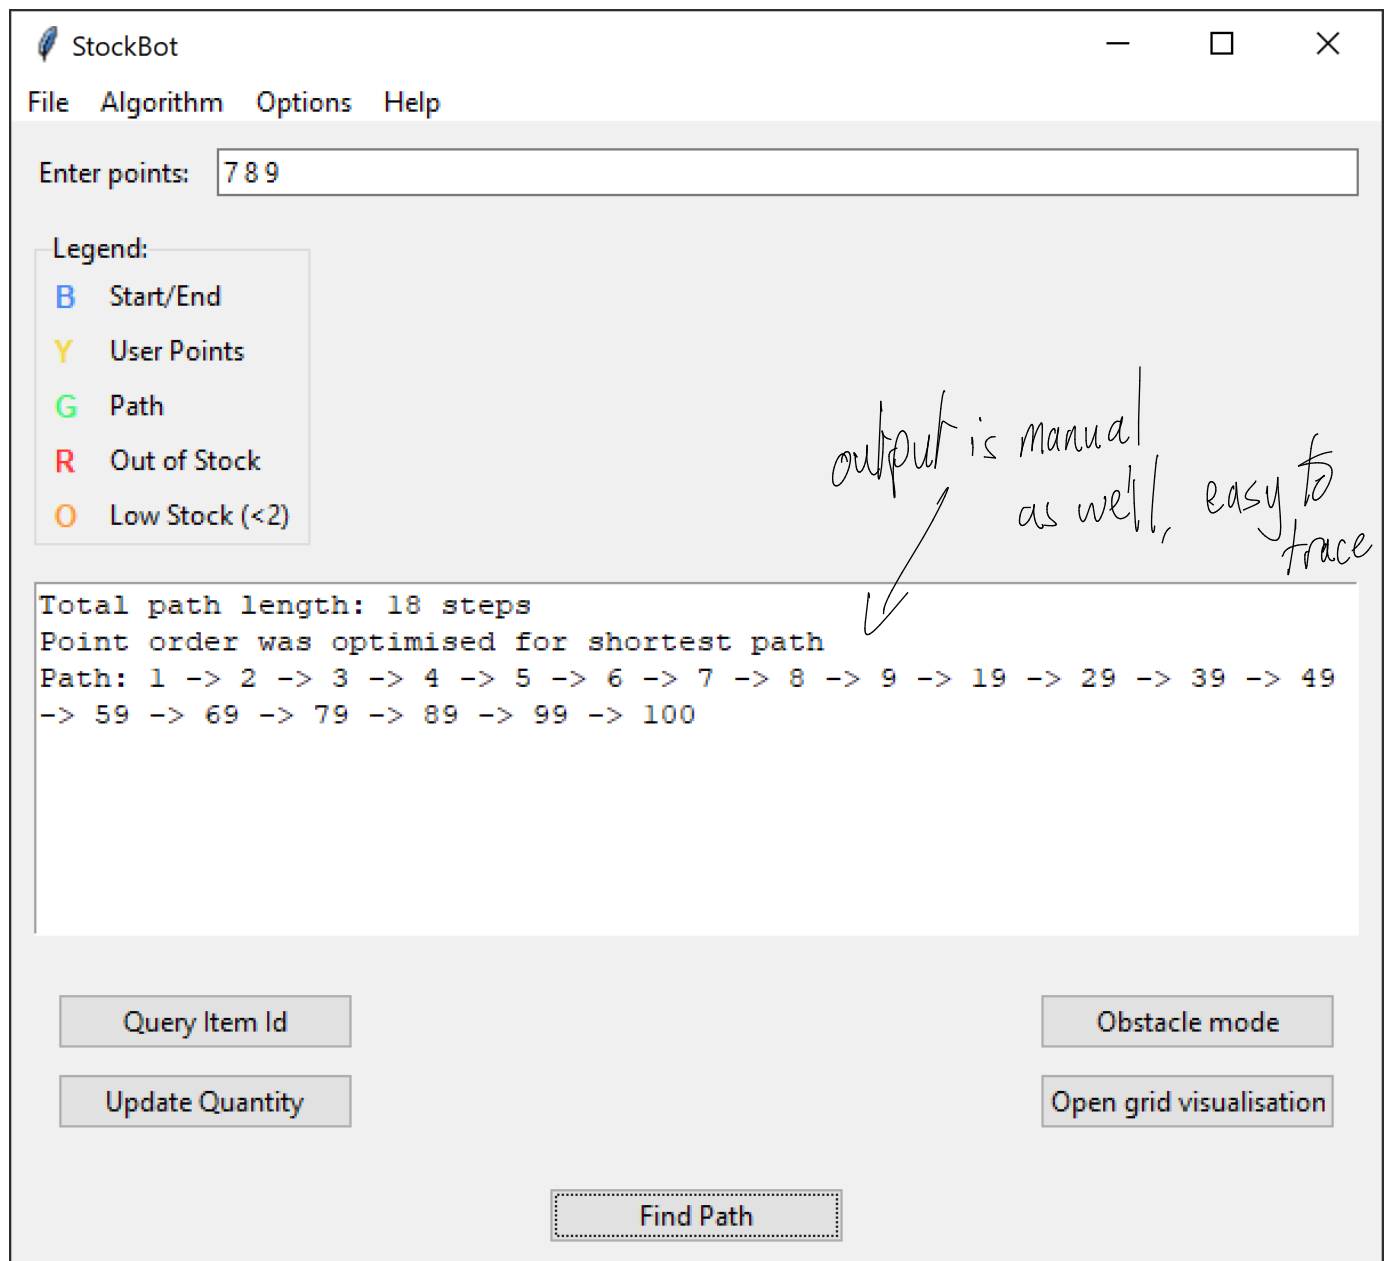 StockBot
File Algorithm Options Help
Enter points: 7 8 9
Legend:
B Start/End
Y User Points
G Path
R Out of Stock
O Low Stock (<2)
output is manual
as well, easy to
trace
Total path length: 18 steps
Point order was optimised for shortest path
Path: 1 -> 2 -> 3 -> 4 -> 5 -> 6 -> 7 -> 8 -> 9 -> 19 -> 29 -> 39 -> 49
-> 59 -> 69 -> 79 -> 89 -> 99 -> 100
Query Item Id
Obstacle mode
Update Quantity
Open grid visualisation
Find Path